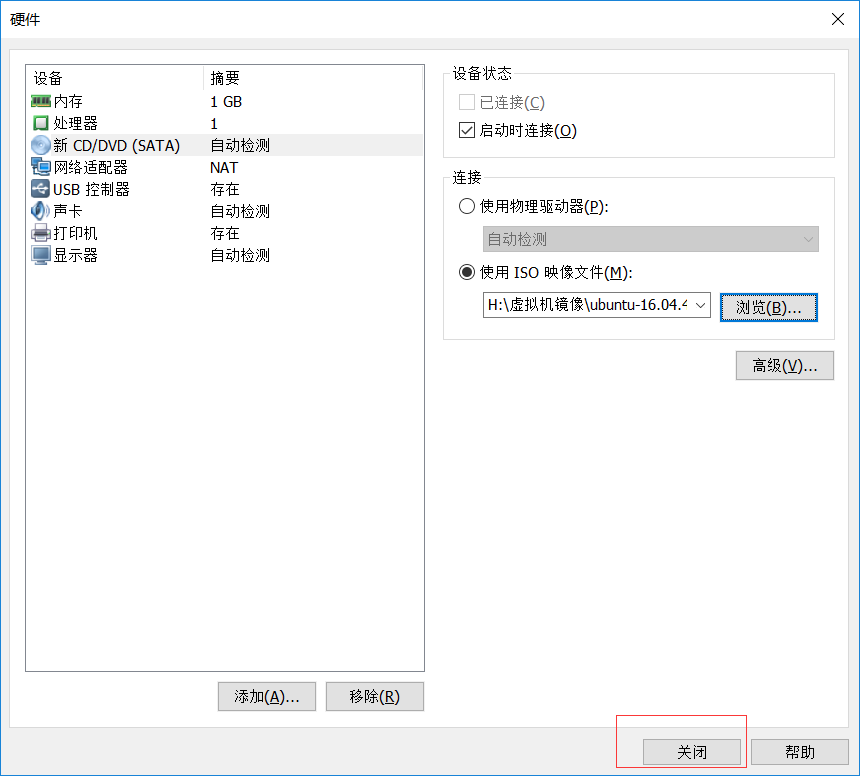 硬件
设备 摘要
内存 1 GB
处理器 1
新 CD/DVD (SATA) 自动检测
网络适配器 NAT
USB 控制器 存在
声卡 自动检测
打印机 存在
显示器 自动检测
添加(A)... 移除(R)
设备状态
已连接(C)
启动时连接(O)
连接
使用物理驱动器(P):
自动检测
使用 ISO 映像文件(M):
H:\虚拟机镜像\ubuntu-16.04.4 浏览(B)...
高级(V)...
关闭 帮助